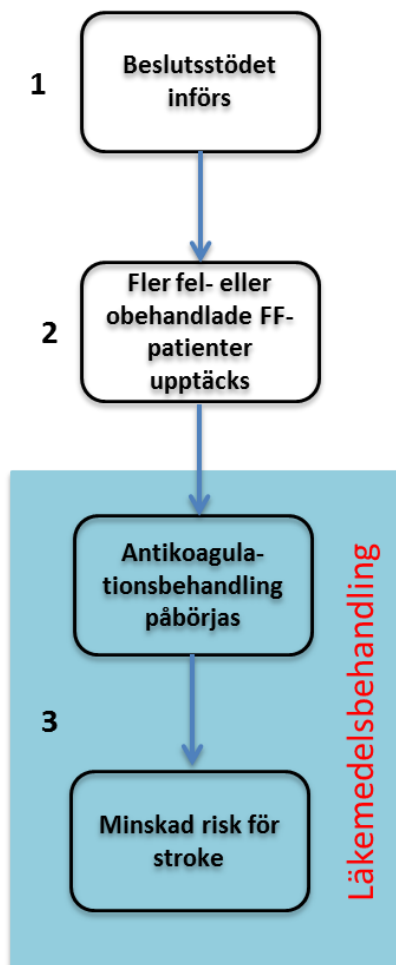 1
Beslutsstödet
införs
2
Fler fel- eller
obehandlade FF-
patienter
upptäcks
Antikoagula-
tionsbehandling
påbörjas
3
Minskad risk för
stroke
Läkemedelsbehandling